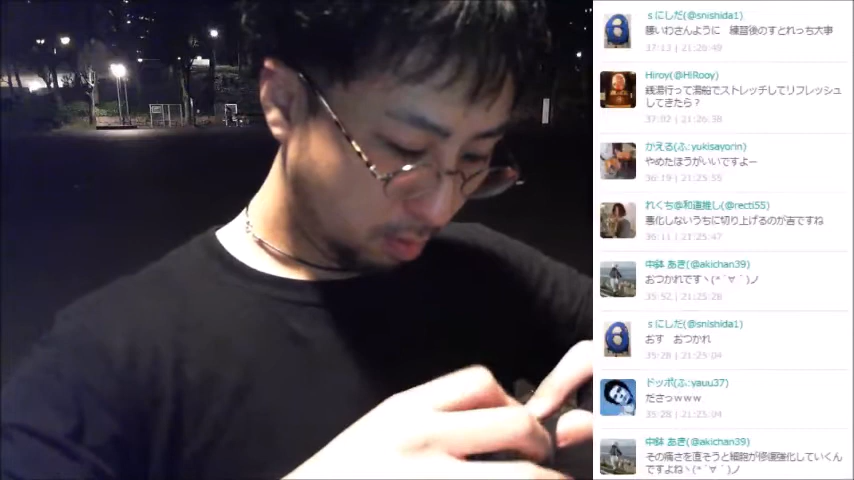 sにしだ(@snishida1)
腰いわさんように 練習後のすとれっち大事
37:13 | 21:26:49
Hiroy(@HiRooy)
銭湯行って湯船でストレッチしてリフレッシュ
してきたら？
37:02 | 21:26:38
かえる(ふ:yukisayorin)
やめたほうがいいですよー
36:19 | 21:25:55
れくち@和道推し(@recti55)
悪化しないうちに切り上げるのが吉ですね
36:11 | 21:25:47
中鉢 あき(@akichan39)
おつかれですヽ(*´∀｀)ノ
35:52 | 21:25:28
sにしだ(@snishida1)
おす おつかれ
35:28 | 21:25:04
ドッポ(ふ:yauu37)
ださっｗｗｗ
35:28 | 21:25:04
中鉢 あき(@akichan39)
その痛さを直そうと細胞が修復強化していくん
ですよねヽ(*´∀｀)ノ